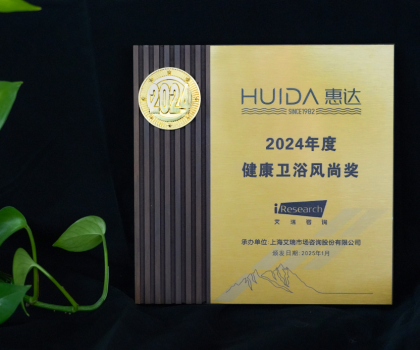 2024
HUIDA 惠达
SINCE1982
2024年度
健康卫浴风尚奖
iResearch
艾瑞咨询
承办单位:上海艾瑞市场咨询股份有限公司
颁发日期:2025年1月